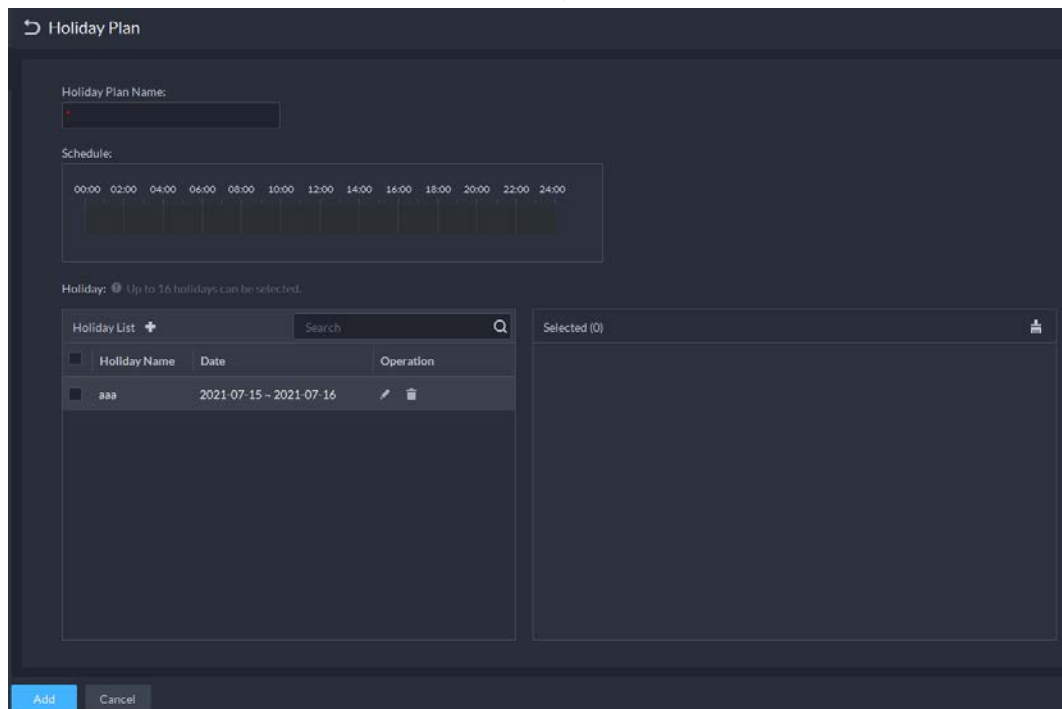 Holiday Plan
Holiday Plan Name:
*
Schedule:
00:00 02:00 04:00 06:00 08:00 10:00 12:00 14:00 16:00 18:00 20:00 22:00 24:00
Holiday: Up to 16 holidays can be selected.
Holiday List Search
Selected (0)
Holiday Name Date Operation
aaa 2021-07-15 ~ 2021-07-16
Add Cancel